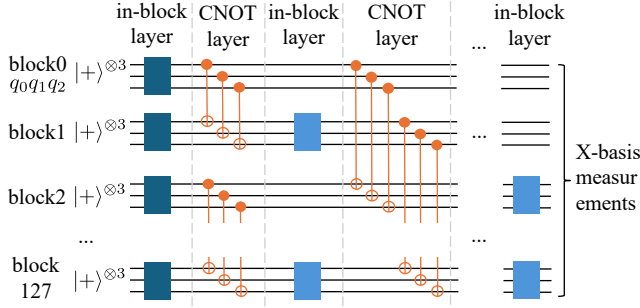 in-block layer
CNOT layer
in-block layer
CNOT layer
...
in-block layer
block0 |+⟩⊗3
q0q1q2
block1 |+⟩⊗3
...
block2 |+⟩⊗3
...
...
block 127 |+⟩⊗3
X-basis
measur
ements